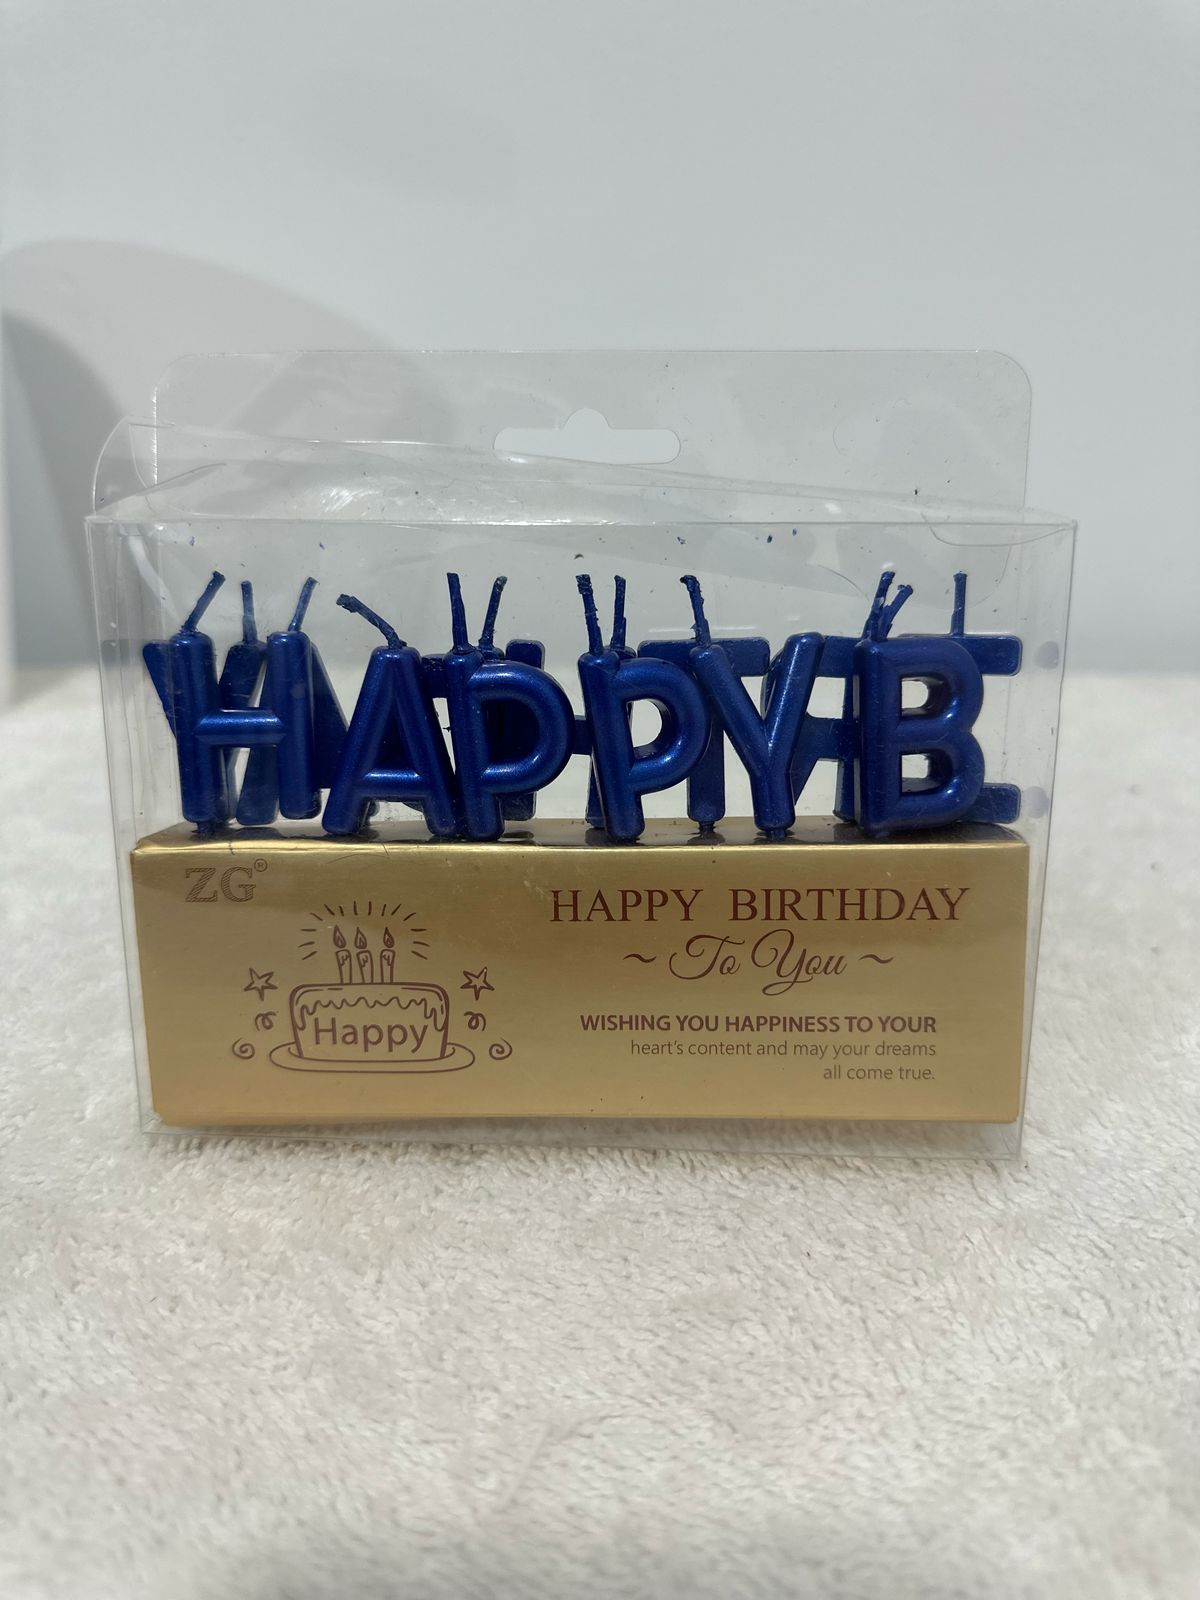 HAPPY B
ZG®
Happy
HAPPY BIRTHDAY
~ To You ~
WISHING YOU HAPPINESS TO YOUR
heart's content and may your dreams
all come true.